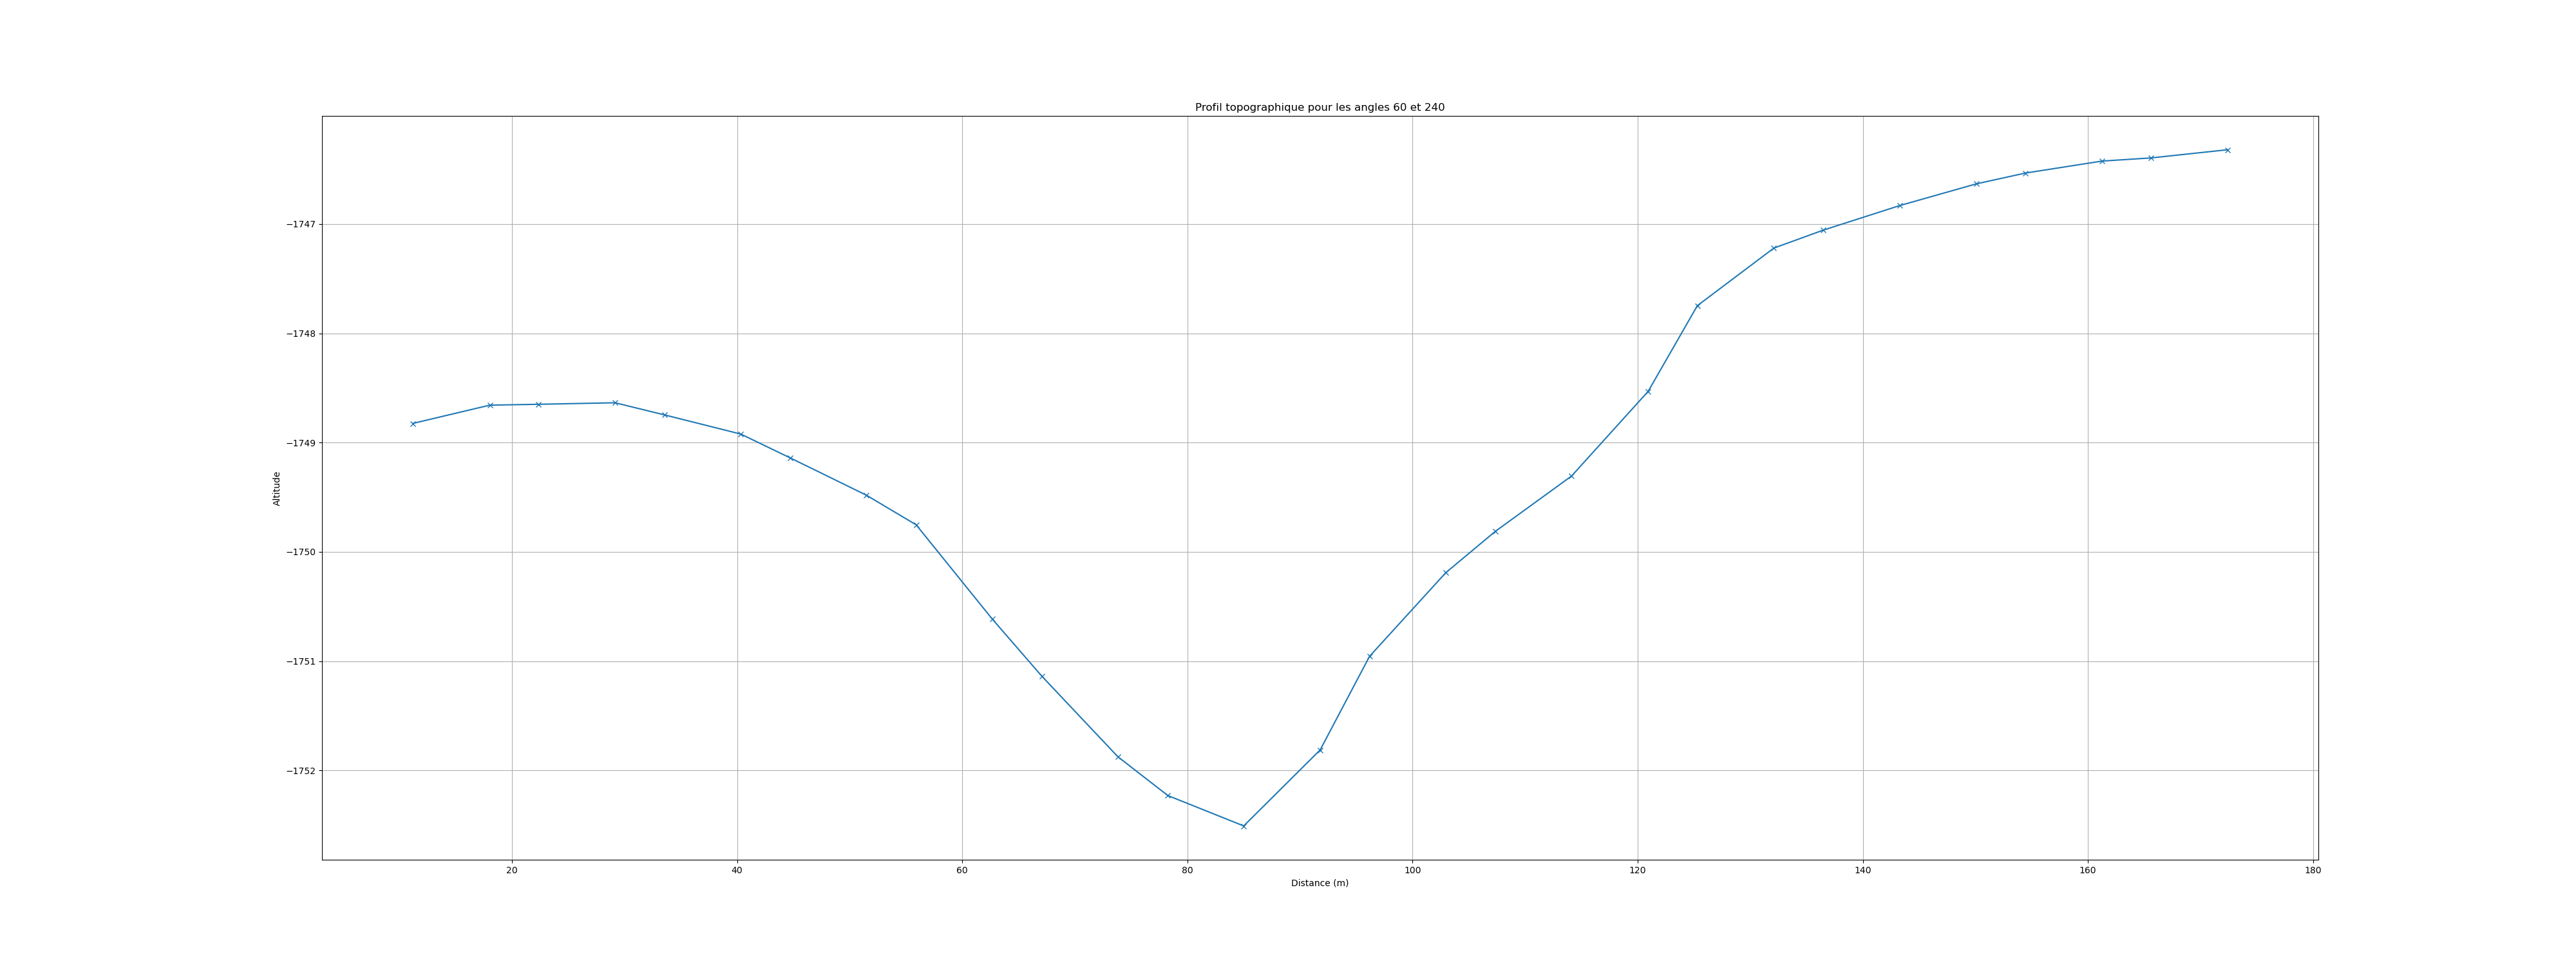 Profil topographique pour les angles 60 et 240
−1747
−1748
−1749
−1750
−1751
−1752
Altitude
20 40 60 80 100 120 140 160 180
Distance (m)